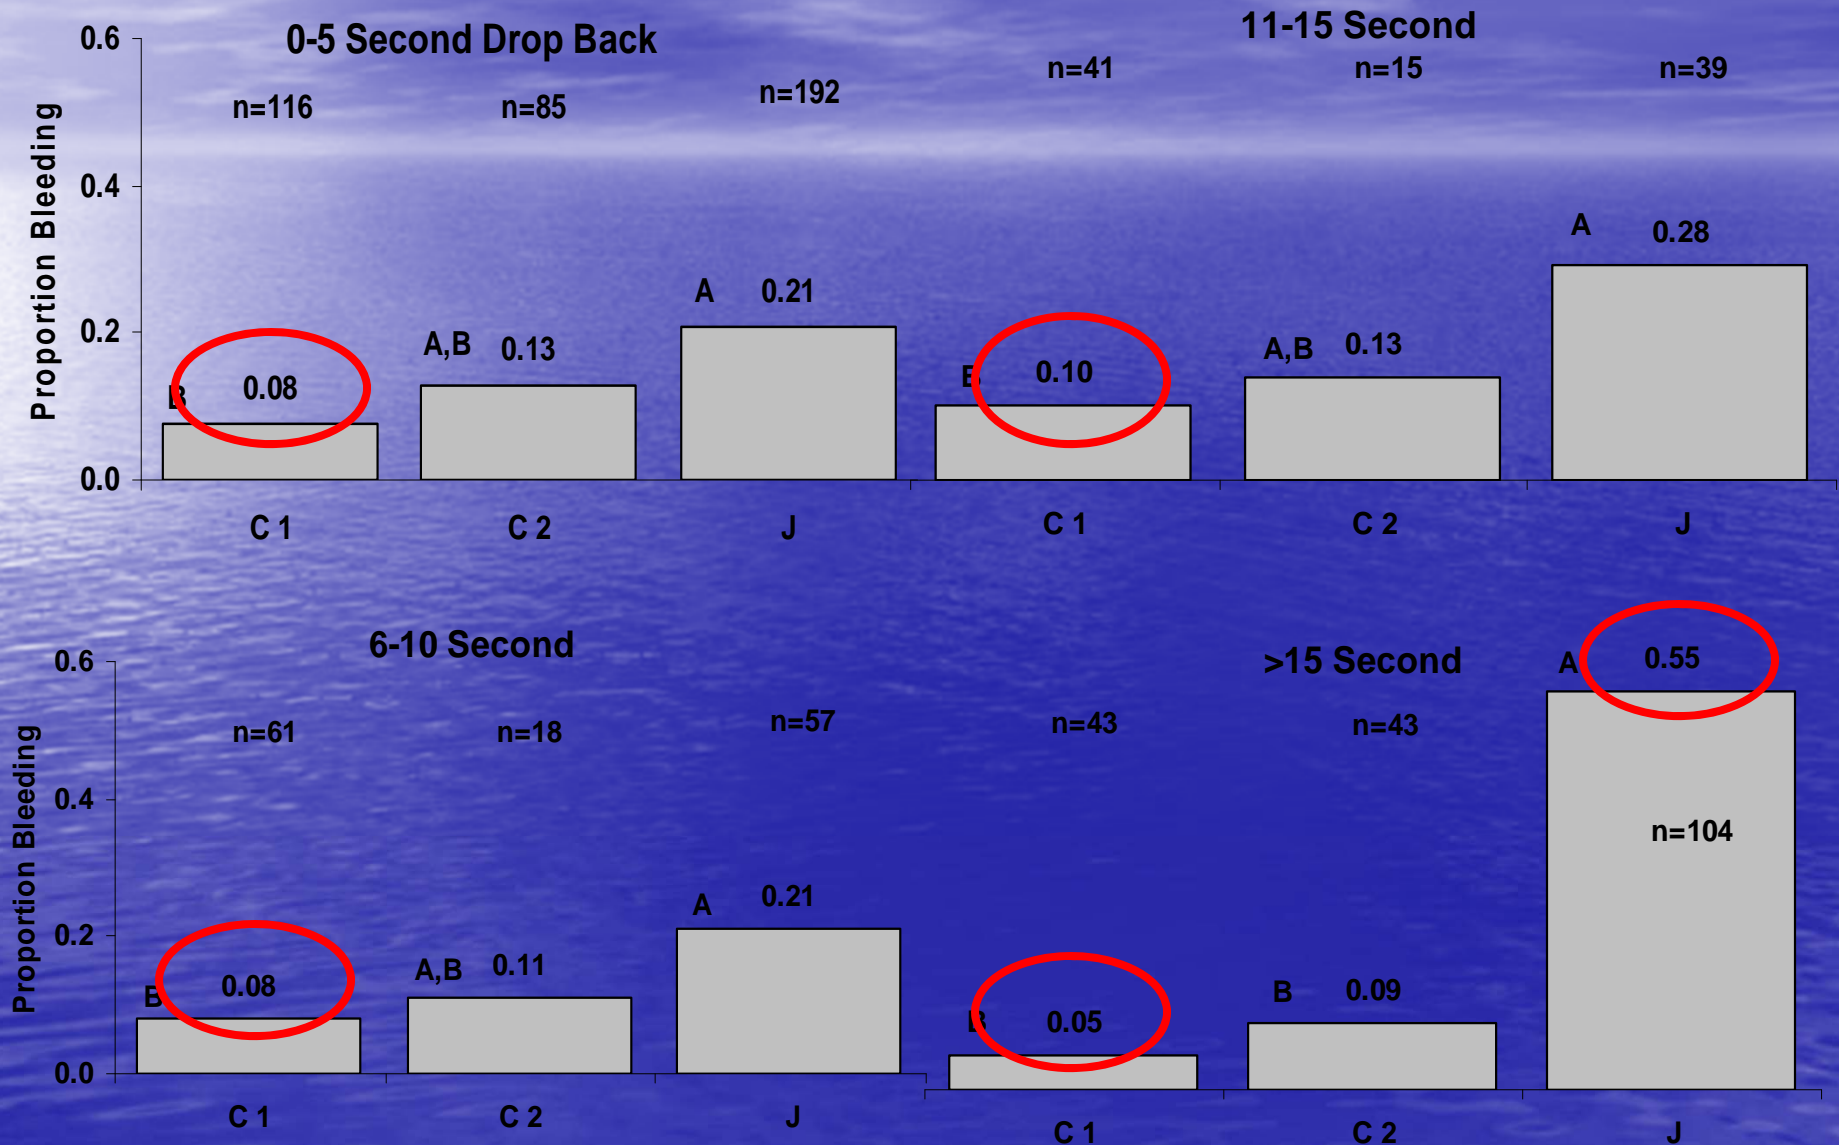 0-5 Second Drop Back
n=116
n=85
n=192
Proportion Bleeding
0.6
0.4
0.2
0.0
B
0.08
A,B
0.13
A
0.21
C 1
C 2
J
11-15 Second
n=41
n=15
n=39
B
0.10
A,B
0.13
A
0.28
C 1
C 2
J
6-10 Second
n=61
n=18
n=57
Proportion Bleeding
0.6
0.4
0.2
0.0
B
0.08
A,B
0.11
A
0.21
C 1
C 2
J
>15 Second
n=43
n=43
n=104
B
0.05
B
0.09
A
0.55
C 1
C 2
J